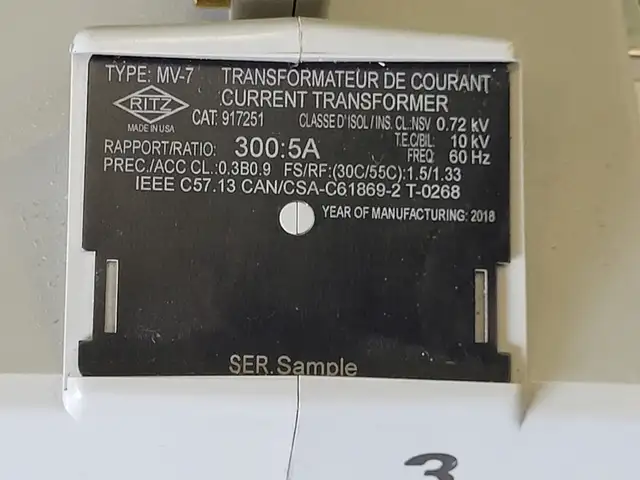 TYPE: MV-7 TRANSFORMATEUR DE COURANT
RITZ CURRENT TRANSFORMER
MADE IN USA CAT: 917251 CLASSE D'ISOL / INS. CL.:NSV 0.72 kV
T.E.C/BIL: 10 kV
RAPPORT/RATIO: 300:5A FREQ: 60 Hz
PREC./ACC CL.:0.3B0.9 FS/RF:(30C/55C):1.5/1.33
IEEE C57.13 CAN/CSA-C61869-2 T-0268
YEAR OF MANUFACTURING: 2018
SER.Sample
3